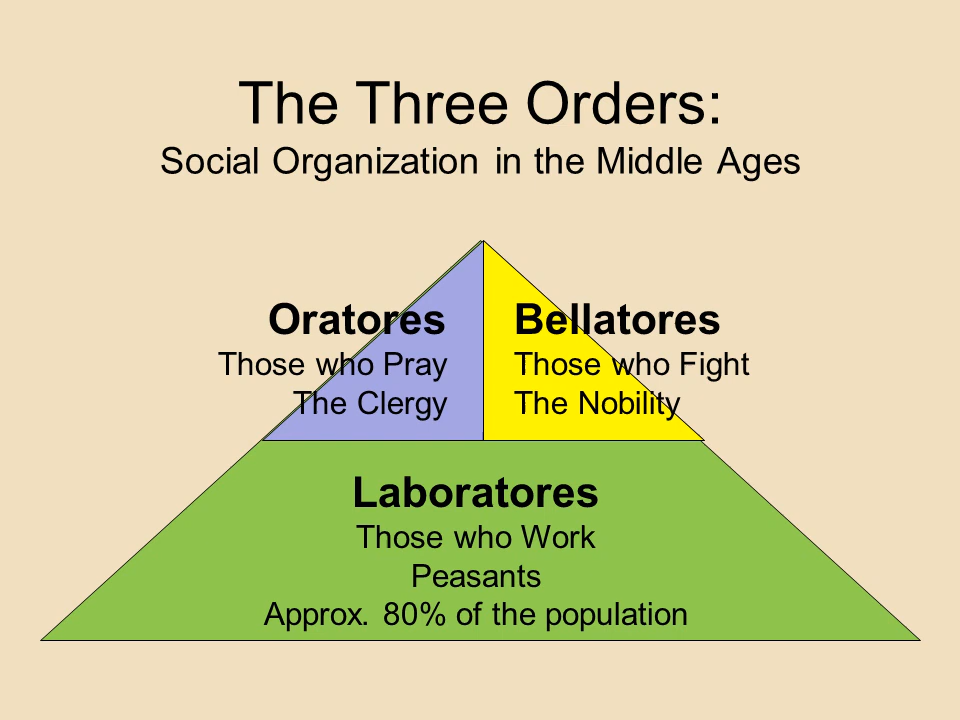 The Three Orders:
Social Organization in the Middle Ages
Oratores
Those who Pray
The Clergy
Bellatores
Those who Fight
The Nobility
Laboratores
Those who Work
Peasants
Approx. 80% of the population